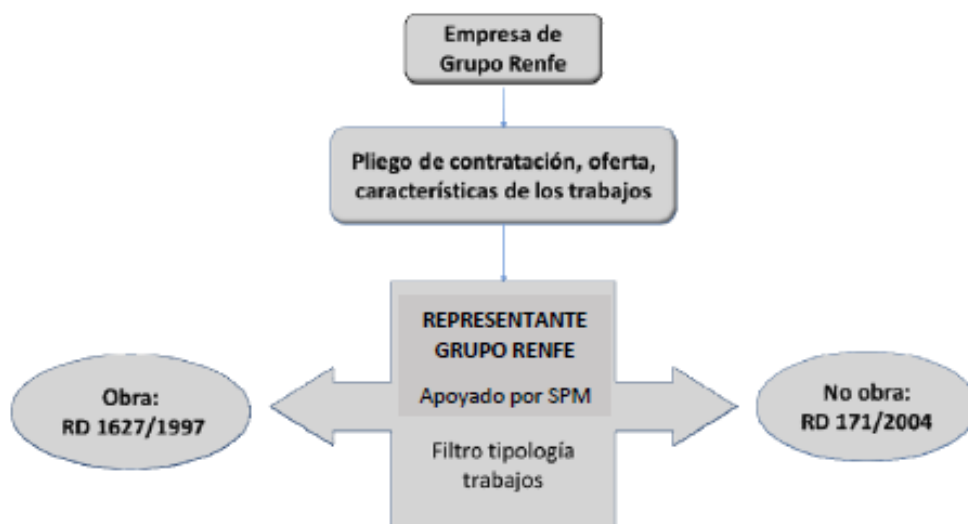 Empresa de
Grupo Renfe
Pliego de contratación, oferta,
características de los trabajos
REPRESENTANTE
GRUPO RENFE
Apoyado por SPM
Filtro tipología
trabajos
Obra:
RD 1627/1997
No obra:
RD 171/2004